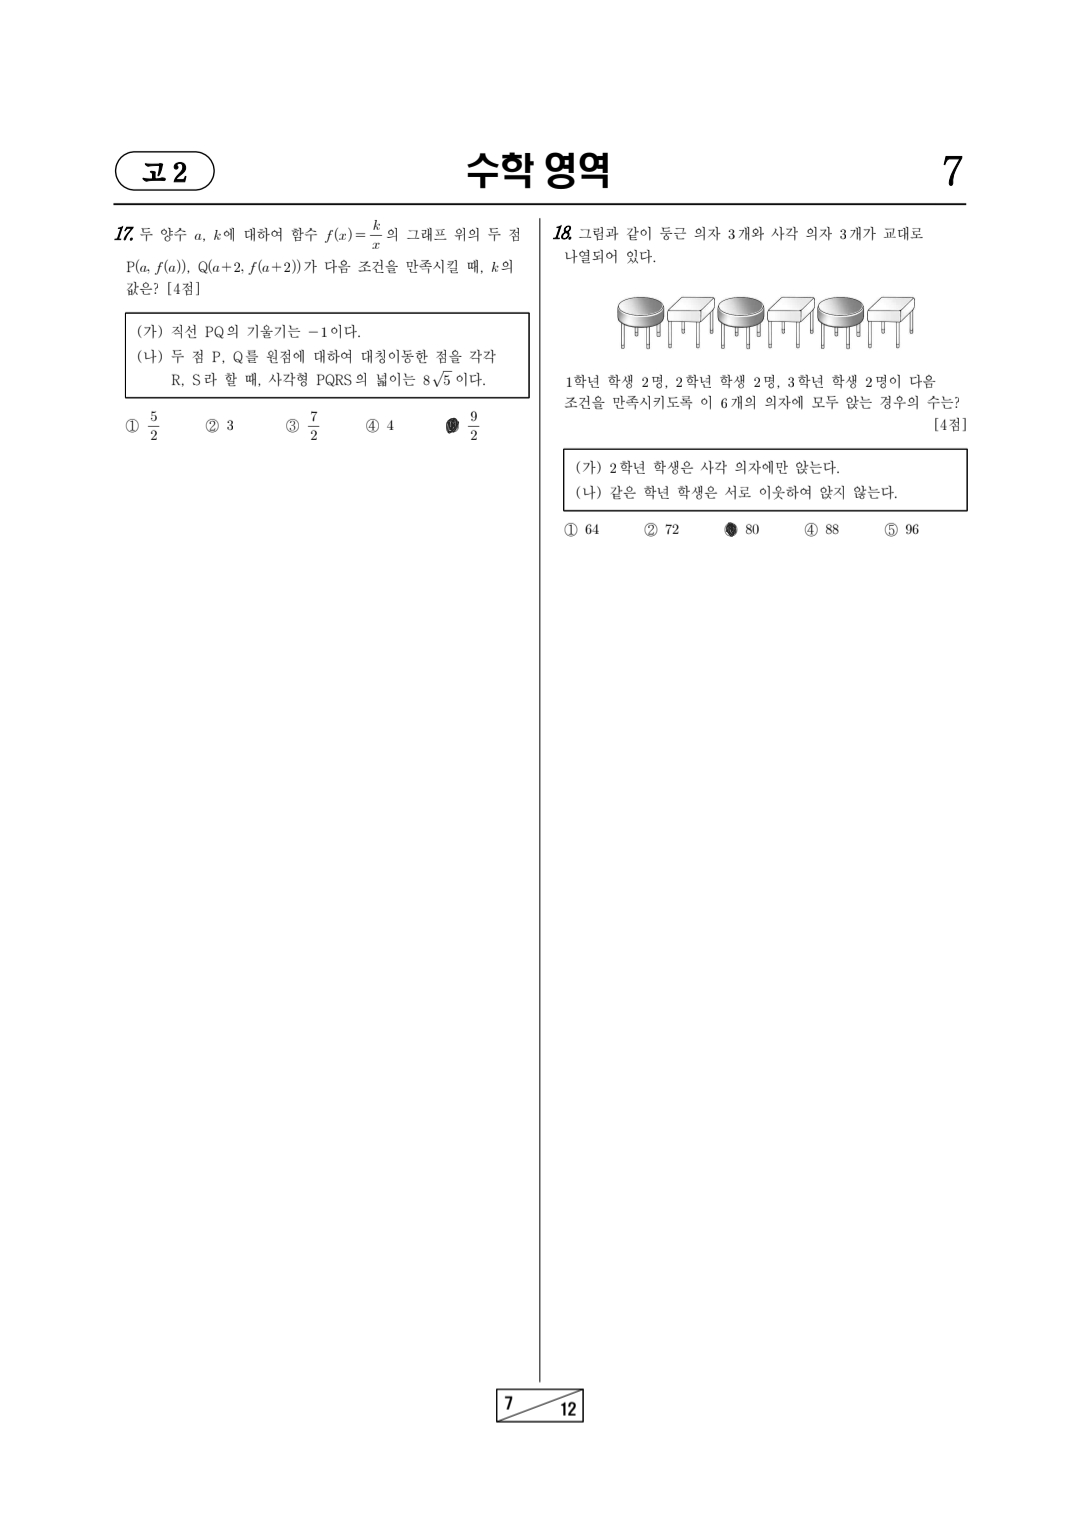 고 2
수학 영역
7
17. 두 양수 a, k에 대하여 함수 f(x)=k/x의 그래프 위의 두 점
P(a, f(a)), Q(a+2, f(a+2))가 다음 조건을 만족시킬 때, k의
값은? [4점]
(가) 직선 PQ의 기울기는 −1이다.
(나) 두 점 P, Q를 원점에 대하여 대칭이동한 점을 각각
R, S라 할 때, 사각형 PQRS의 넓이는 8√5이다.
① 5/2 ② 3 ③ 7/2 ④ 4 9/2
18. 그림과 같이 둥근 의자 3개와 사각 의자 3개가 교대로
나열되어 있다.
1학년 학생 2명, 2학년 학생 2명, 3학년 학생 2명이 다음
조건을 만족시키도록 이 6개의 의자에 모두 앉는 경우의 수는?
[4점]
(가) 2학년 학생은 사각 의자에만 앉는다.
(나) 같은 학년 학생은 서로 이웃하여 앉지 않는다.
① 64 ② 72 80 ④ 88 ⑤ 96
7
12